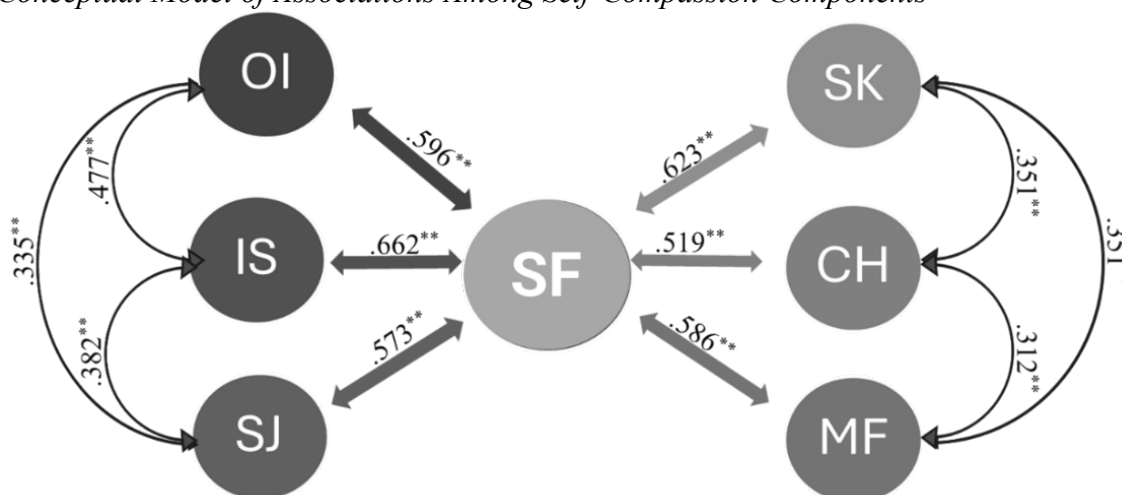 Conceptual Model of Associations Among Self-Compassion Components
OI
SK
.596**
.623**
.477**
.351**
.335**
IS
.662**
SF
.519**
CH
.351
.382**
.573**
.586**
.312**
SJ
MF